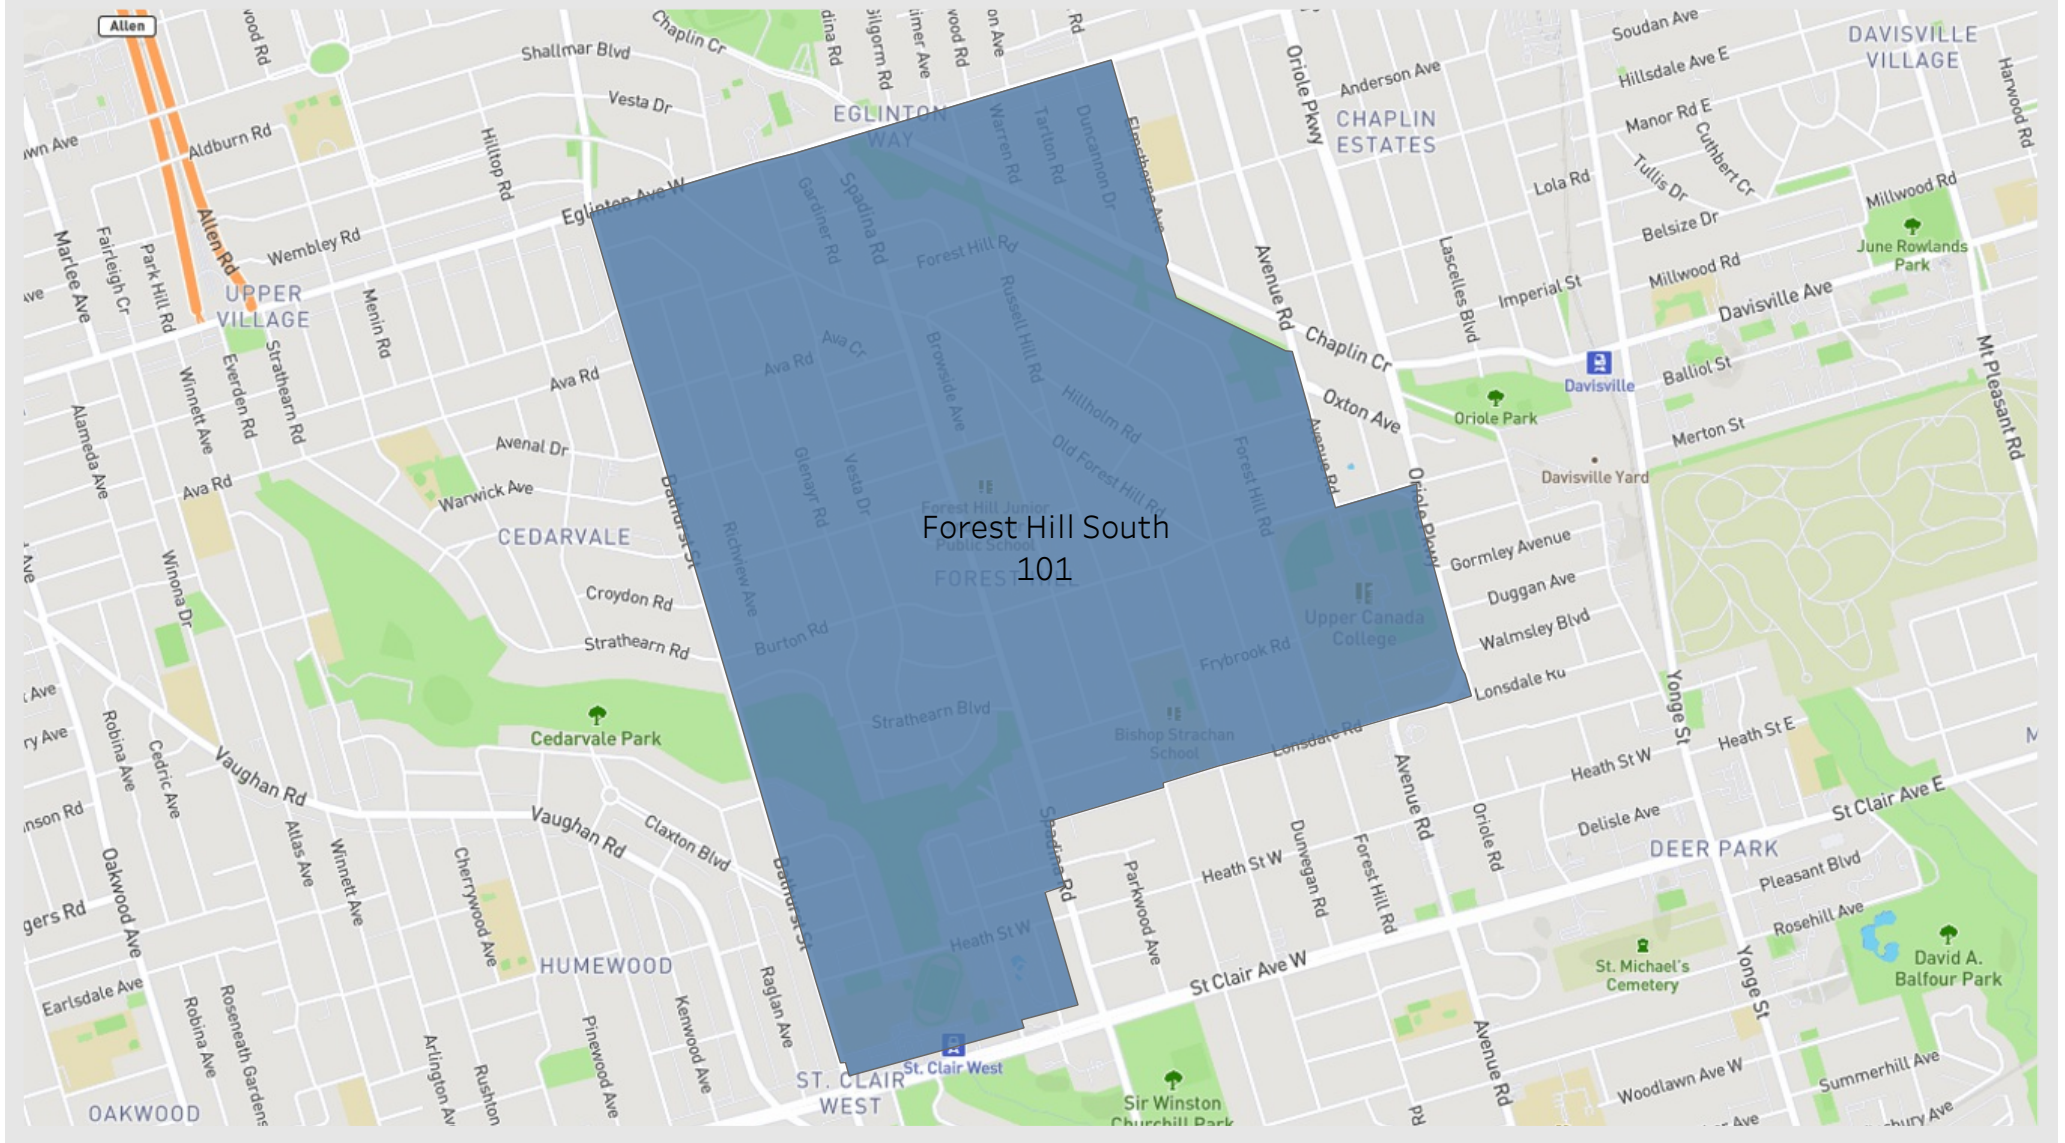 Allen
Chaplin Cr
Shallmar Blvd
Vesta Dr
Aldburn Rd
Hilltop Rd
Soudan Ave
DAVISVILLE
VILLAGE
Hillsdale Ave E
Harwood Rd
Oriole Pkwy
Anderson Ave
EGLINTON
WAY
CHAPLIN
ESTATES
Manor Rd E
Cuthbert Cr
Warren Rd
Tarlton Rd
Duncannon Dr
Elmsthorpe Ave
Tullis Dr
Lola Rd
Millwood Rd
Belsize Dr
Eglinton Ave W
Gardiner Rd
Spadina Rd
Allen Rd
Wembley Rd
Marlee Ave
Fairleigh Cr
Park Hill Rd
Forest Hill Rd
Avenue Rd
Lascelles Blvd
June Rowlands
Park
Millwood Rd
Imperial St
Davisville Ave
UPPER
VILLAGE
Menin Rd
Russell Hill Rd
Chaplin Cr
Davisville
Balliol St
Mt Pleasant Rd
Strathearn Rd
Everden Rd
Winnett Ave
Ava Rd
Ava Rd
Ava Cr
Browside Ave
Hillholm Rd
Oxton Ave
Oriole Park
Merton St
Alameda Ave
Avenal Dr
Old Forest Hill Rd
Forest Hill Rd
Avenue Rd
Davisville Yard
Ava Rd
Warwick Ave
Bathurst St
Glenayr Rd
Vesta Dr
Oriole Pkwy
Forest Hill Junior
Public School
Forest Hill South
101
CEDARVALE
Richview Ave
Gormley Avenue
Duggan Ave
Winona Dr
Croydon Rd
Upper Canada
College
Walmsley Blvd
Strathearn Rd
Burton Rd
Frybrook Rd
Lonsdale Rd
Yonge St
Robina Ave
Cedric Ave
Vaughan Rd
Cedarvale Park
Strathearn Blvd
Bishop Strachan
School
Lonsdale Rd
Heath St W
Heath St E
Avenue Rd
St Clair Ave E
Atlas Ave
Winnett Ave
Vaughan Rd
Claxton Blvd
Bathurst St
Spadina Rd
Dunvegan Rd
Forest Hill Rd
Oriole Rd
Delisle Ave
DEER PARK
Oakwood Ave
Cherrywood Ave
Parkwood Ave
Heath St W
Pleasant Blvd
Rosehill Ave
HUMEWOOD
Heath St W
St Clair Ave W
St. Michael's
Cemetery
Yonge St
David A.
Balfour Park
Earlsdale Ave
Robina Ave
Roseneath Gardens
Raglan Ave
Kenwood Ave
Pinewood Ave
Avenue Rd
Summerhill Ave
Woodlawn Ave W
OAKWOOD
ST. CLAIR
WEST
St. Clair West
Sir Winston
Churchill Park